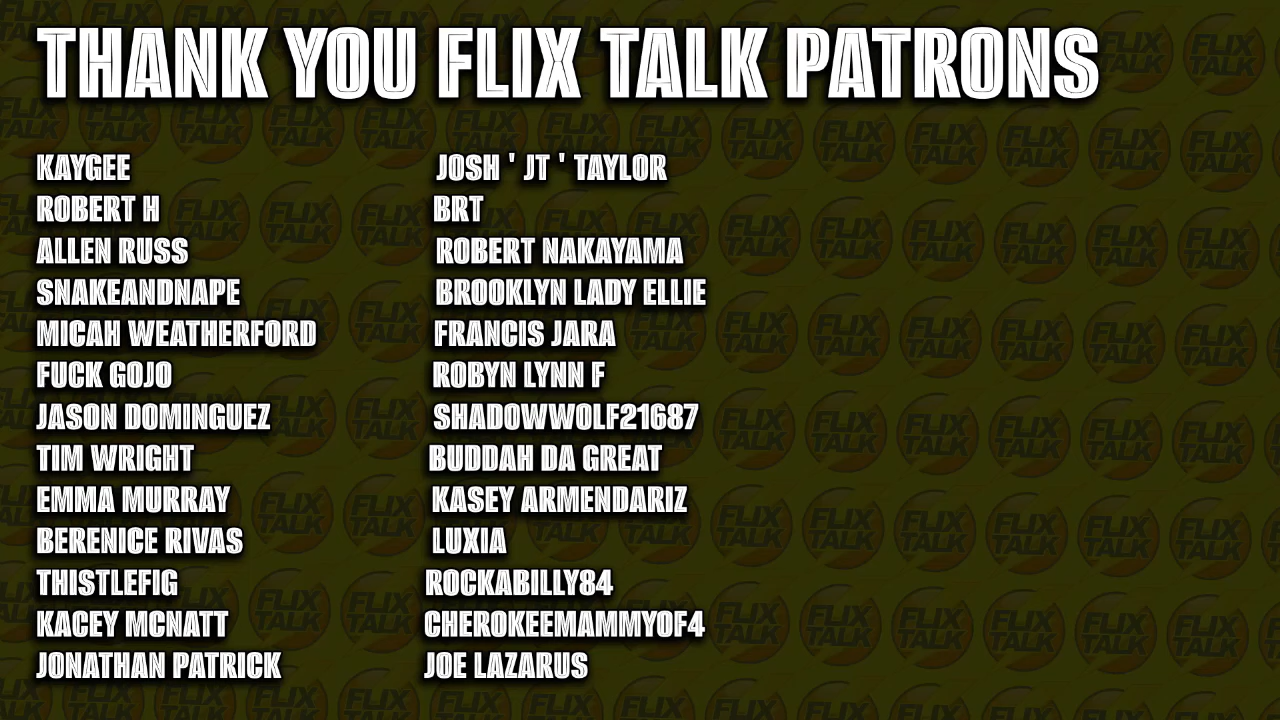 THANK YOU FLIX TALK PATRONS
KAYGEE
ROBERT H
ALLEN RUSS
SNAKEANDNAPE
MICAH WEATHERFORD
FUCK GOJO
JASON DOMINGUEZ
TIM WRIGHT
EMMA MURRAY
BERENICE RIVAS
THISTLEFIG
KACEY MCNATT
JONATHAN PATRICK
JOSH ' JT ' TAYLOR
BRT
ROBERT NAKAYAMA
BROOKLYN LADY ELLIE
FRANCIS JARA
ROBYN LYNN F
SHADOWWOLF21687
BUDDAH DA GREAT
KASEY ARMENDARIZ
LUXIA
ROCKABILLY84
CHEROKEEMAMMYOF4
JOE LAZARUS
FLIX
TALK